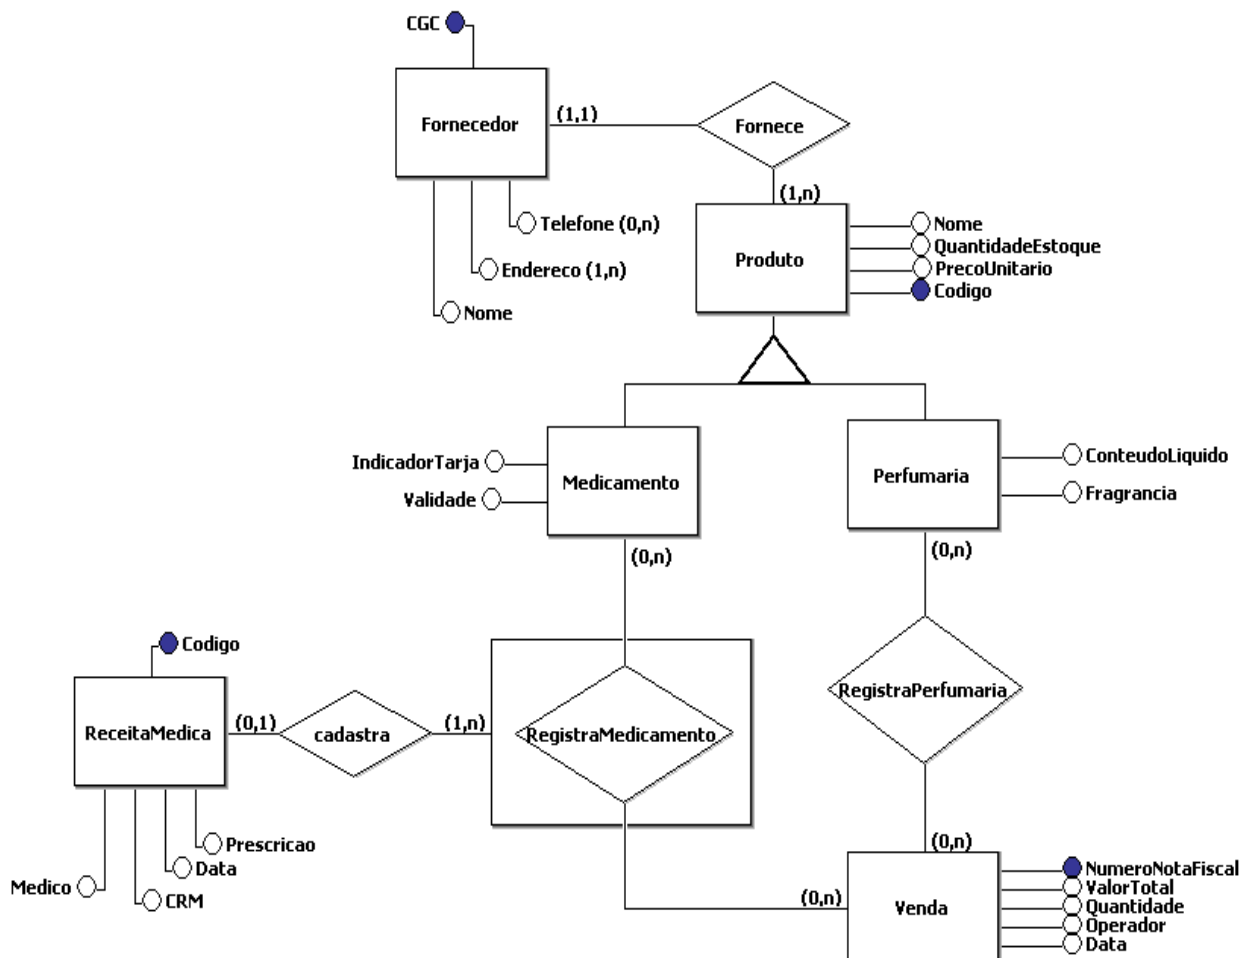 CGC
Fornecedor
(1,1)
Fornece
(1,n)
Telefone (0,n)
Endereco (1,n)
Nome
Produto
Nome
QuantidadeEstoque
PrecoUnitario
Codigo
IndicadorTarja
Validade
Medicamento
(0,n)
Perfumaria
ConteudoLiquido
Fragrancia
(0,n)
Codigo
ReceitaMedica
(0,1)
cadastra
(1,n)
RegistraMedicamento
RegistraPerfumaria
Prescricao
Data
CRM
Medico
(0,n)
(0,n)
Venda
NumeroNotaFiscal
ValorTotal
Quantidade
Operador
Data